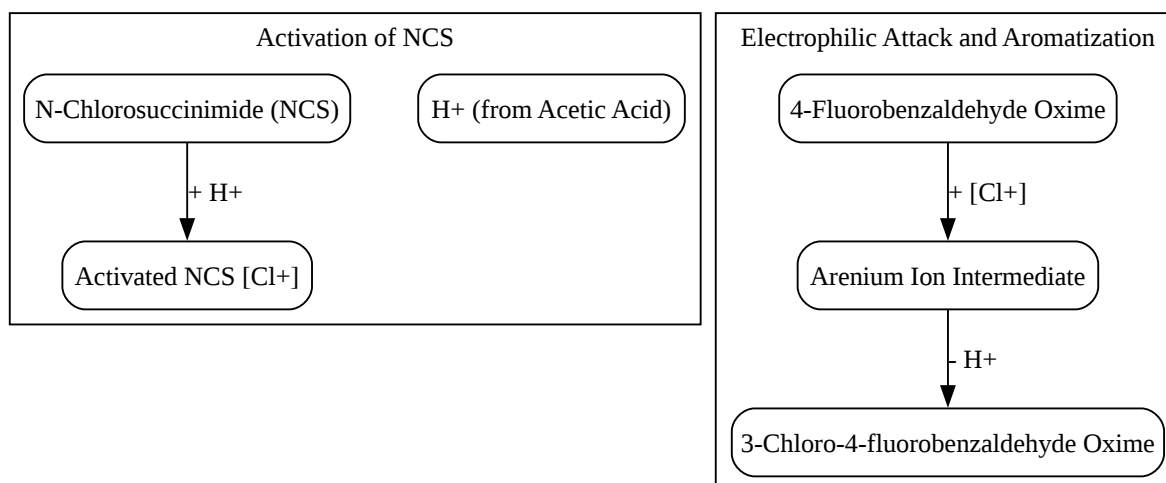 Activation of NCS
N-Chlorosuccinimide (NCS)
H+ (from Acetic Acid)
+ H+
Activated NCS [Cl+]
Electrophilic Attack and Aromatization
4-Fluorobenzaldehyde Oxime
+ [Cl+]
Arenium Ion Intermediate
- H+
3-Chloro-4-fluorobenzaldehyde Oxime